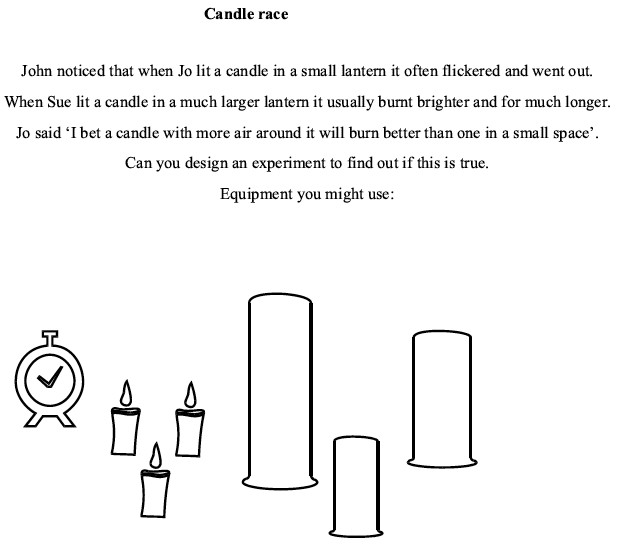 Candle race
John noticed that when Jo lit a candle in a small lantern it often flickered and went out.
When Sue lit a candle in a much larger lantern it usually burnt brighter and for much longer.
Jo said ‘I bet a candle with more air around it will burn better than one in a small space’.
Can you design an experiment to find out if this is true.
Equipment you might use: